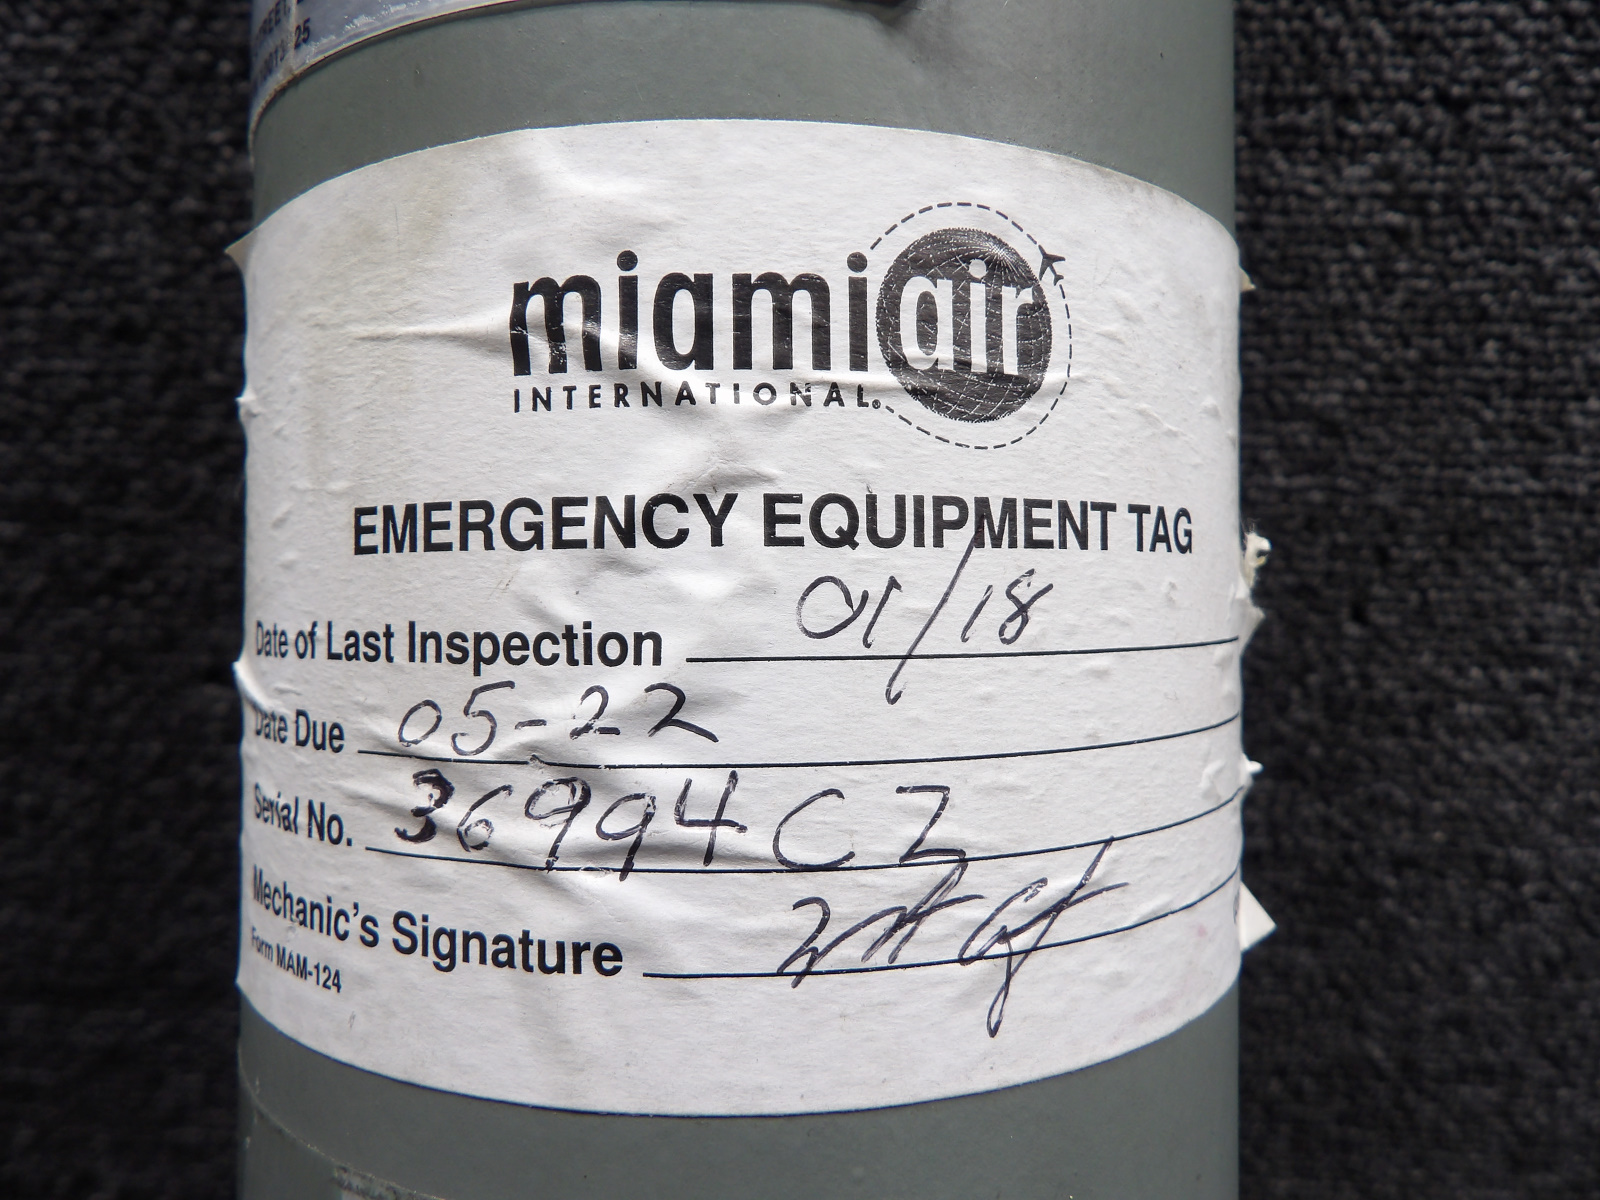 25
miamiair
INTERNATIONAL®
EMERGENCY EQUIPMENT TAG
Date of Last Inspection 01/18
Date Due 05-22
Serial No. 36994CZ
Mechanic's Signature
Form MAM-124